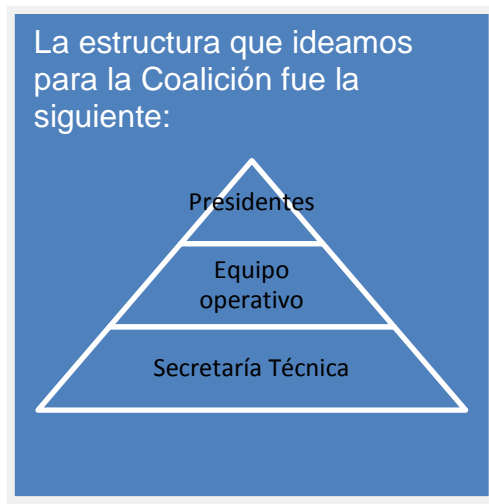 La estructura que ideamos
para la Coalición fue la
siguiente:
Presidentes
Equipo
operativo
Secretaría Técnica